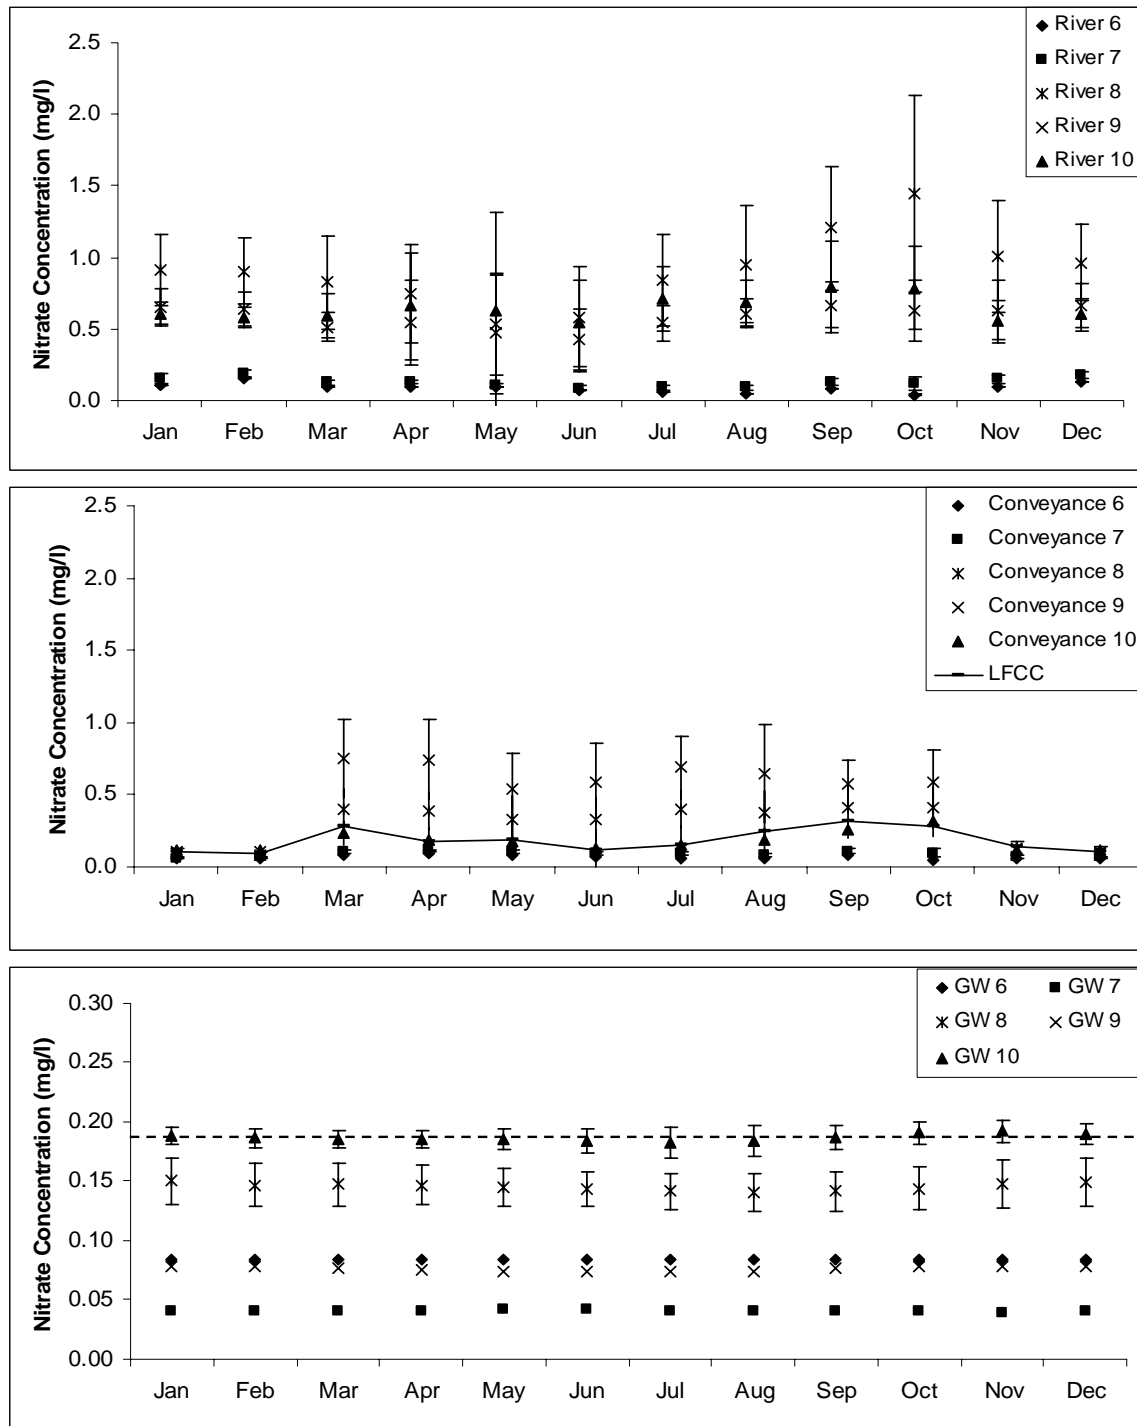 River 6
River 7
River 8
River 9
River 10
Nitrate Concentration (mg/l)
2.5
2.0
1.5
1.0
0.5
0.0
Jan Feb Mar Apr May Jun Jul Aug Sep Oct Nov Dec
Conveyance 6
Conveyance 7
Conveyance 8
Conveyance 9
Conveyance 10
LFCC
Nitrate Concentration (mg/l)
2.5
2.0
1.5
1.0
0.5
0.0
Jan Feb Mar Apr May Jun Jul Aug Sep Oct Nov Dec
GW 6 GW 7
GW 8 GW 9
GW 10
Nitrate Concentration (mg/l)
0.30
0.25
0.20
0.15
0.10
0.05
0.00
Jan Feb Mar Apr May Jun Jul Aug Sep Oct Nov Dec